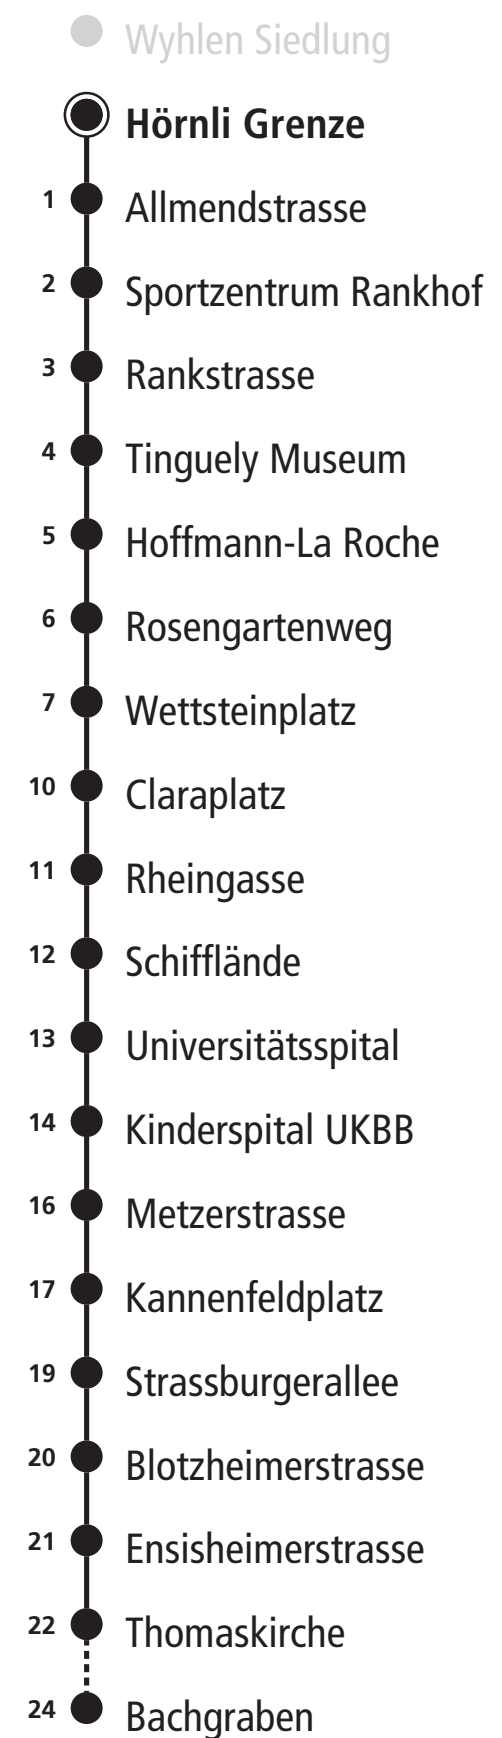 Wyhlen Siedlung
Hörnli Grenze
1 Allmendstrasse
2 Sportzentrum Rankhof
3 Rankstrasse
4 Tinguely Museum
5 Hoffmann-La Roche
6 Rosengartenweg
7 Wettsteinplatz
10 Claraplatz
11 Rheingasse
12 Schifflände
13 Universitätsspital
14 Kinderspital UKBB
16 Metzerstrasse
17 Kannenfeldplatz
19 Strassburgerallee
20 Blotzheimerstrasse
21 Ensisheimerstrasse
22 Thomaskirche
24 Bachgraben